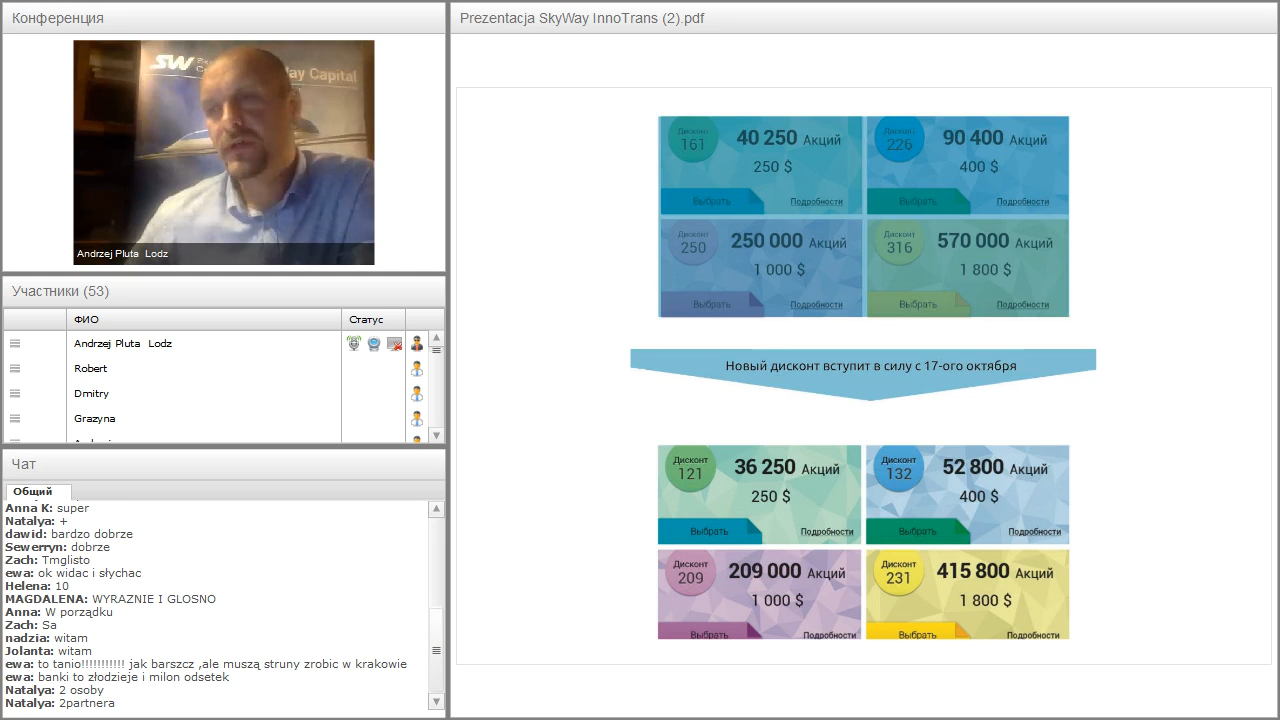 Конференция
SW
ay Capital
Andrzej Pluta Lodz
Участники (53)
ФИО
Статус
Andrzej Pluta Lodz
Robert
Dmitry
Grazyna
Чат
Общий
Anna K: super
Natalya: +
dawid: bardzo dobrze
Sewerryn: dobrze
Zach: Tmglisto
ewa: ok widac i słychac
Helena: 10
MAGDALENA: WYRAZNIE I GLOSNO
Anna: W porządku
Zach: Sa
nadzia: witam
Jolanta: witam
ewa: to tanio!!!!!!!!!!! jak barszcz ,ale muszą struny zrobic w krakowie
ewa: banki to złodzieje i milon odsetek
Natalya: 2 osoby
Natalya: 2partnera
Prezentacja SkyWay InnoTrans (2).pdf
Дисконт
161
40 250 Акций
250 $
Выбрать
Подробности
Дисконт
226
90 400 Акций
400 $
Выбрать
Подробности
Дисконт
250
250 000 Акций
1 000 $
Выбрать
Подробности
Дисконт
316
570 000 Акций
1 800 $
Выбрать
Подробности
Новый дисконт вступит в силу с 17-ого октября
Дисконт
121
36 250 Акций
250 $
Выбрать
Подробности
Дисконт
132
52 800 Акций
400 $
Выбрать
Подробности
Дисконт
209
209 000 Акций
1 000 $
Выбрать
Подробности
Дисконт
231
415 800 Акций
1 800 $
Выбрать
Подробности